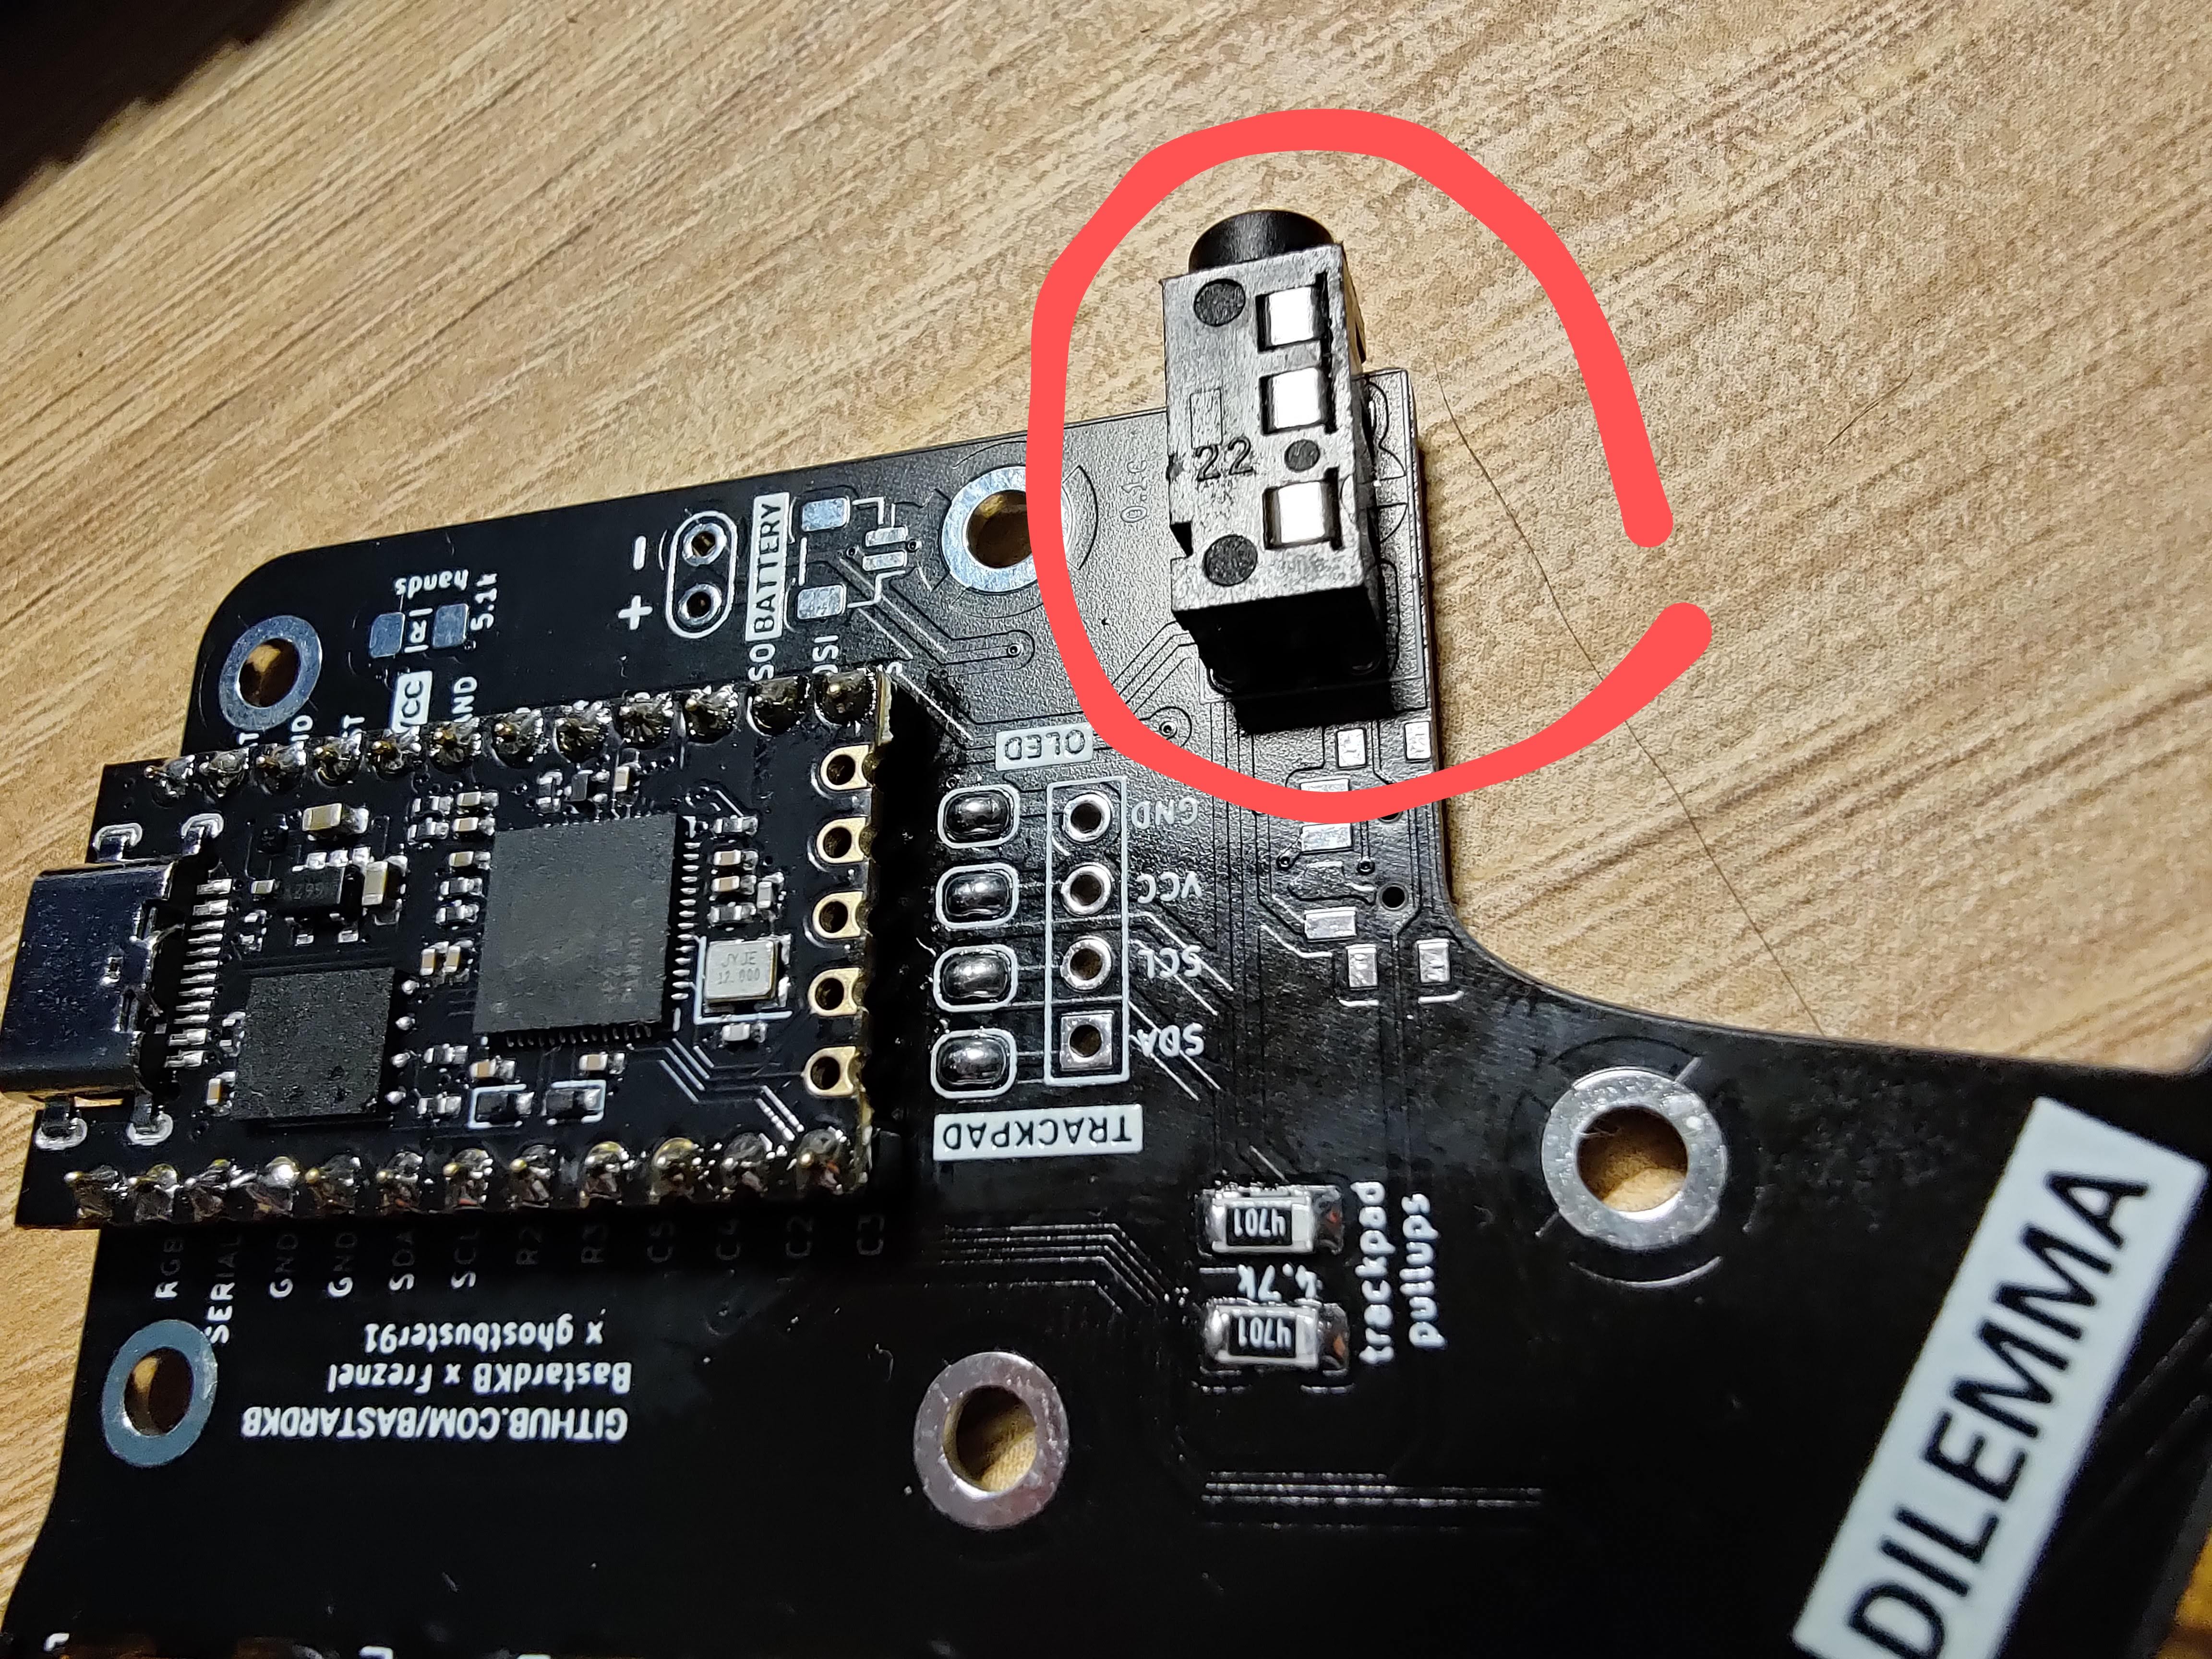 22
BATTERY
-
+
hands
5.1k
VCC
OLED
GND
VCC
SCL
SDA
TRACKPAD
JYJE
12.000
RGB
SERIAL
GND
GND
SDA
SCL
R2
R3
C5
C4
C2
C3
4701
4.7k
4701
trackpad
pullups
GITHUB.COM/BASTARDKB
BastardKB x Freznel
x ghostbuster91
DILEMMA